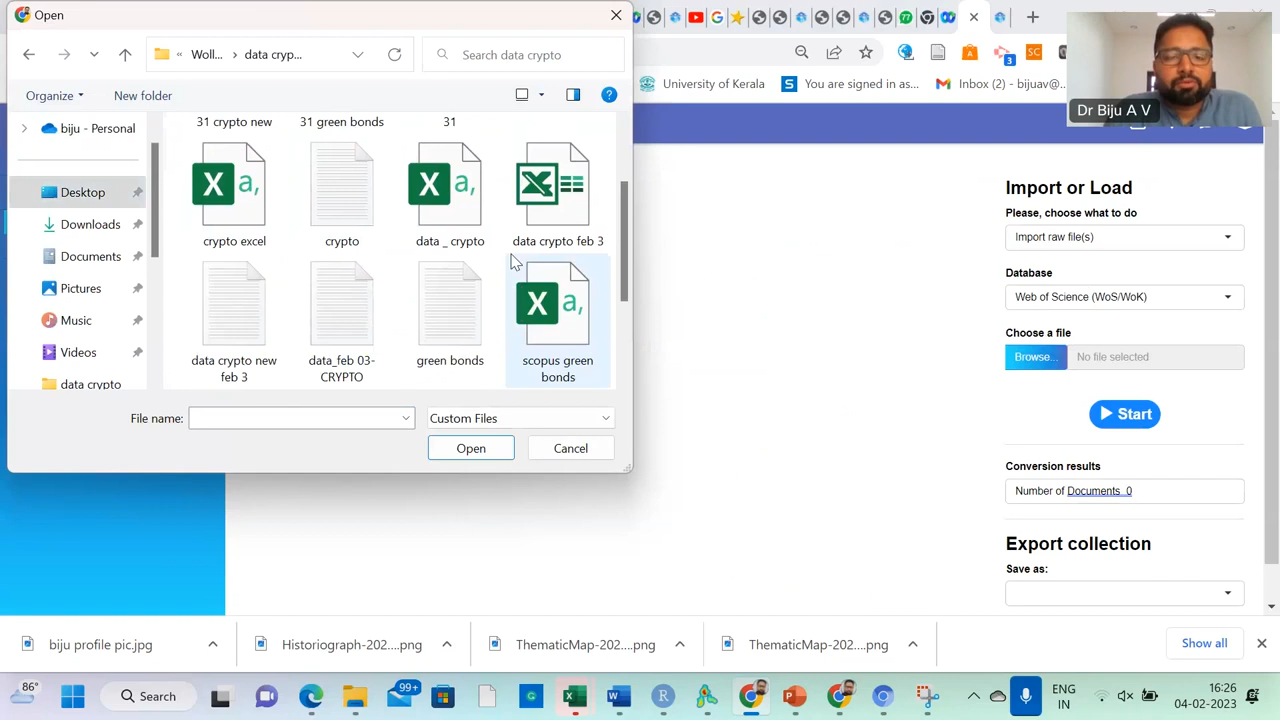 Open
Woll...
data cryp...
Search data crypto
Organize
New folder
31 crypto new
31 green bonds
31
biju - Personal
Desktop
Downloads
Documents
Pictures
Music
Videos
data crypto
crypto excel
crypto
data _ crypto
data crypto feb 3
data crypto new
feb 3
data_feb 03-
CRYPTO
green bonds
scopus green
bonds
File name:
Custom Files
Open
Cancel
3
SC
University of Kerala
You are signed in as...
Inbox (2) - bijuav@...
Dr Biju A V
Import or Load
Please, choose what to do
Import raw file(s)
Database
Web of Science (WoS/WoK)
Choose a file
Browse...
No file selected
Start
Conversion results
Number of Documents 0
Export collection
Save as:
biju profile pic.jpg
Historiograph-202....png
ThematicMap-202....png
ThematicMap-202....png
Show all
86°
Search
99+
ENG
IN
16:26
04-02-2023